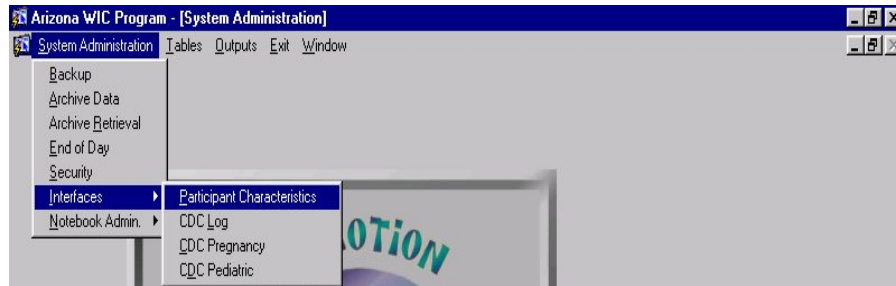 Arizona WIC Program - [System Administration]
System Administration Tables Outputs Exit Window
Backup
Archive Data
Archive Retrieval
End of Day
Security
Interfaces
Notebook Admin.
Participant Characteristics
CDC Log
CDC Pregnancy
CDC Pediatric
OTiON